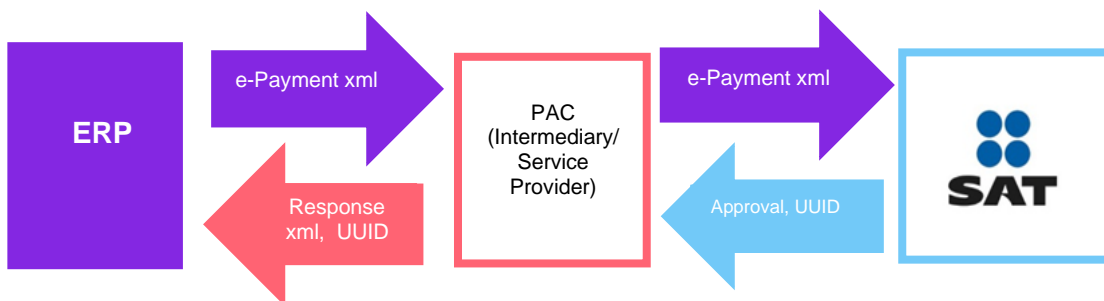 ERP
e-Payment xml
Response
xml, UUID
PAC
(Intermediary/
Service
Provider)
e-Payment xml
Approval, UUID
SAT